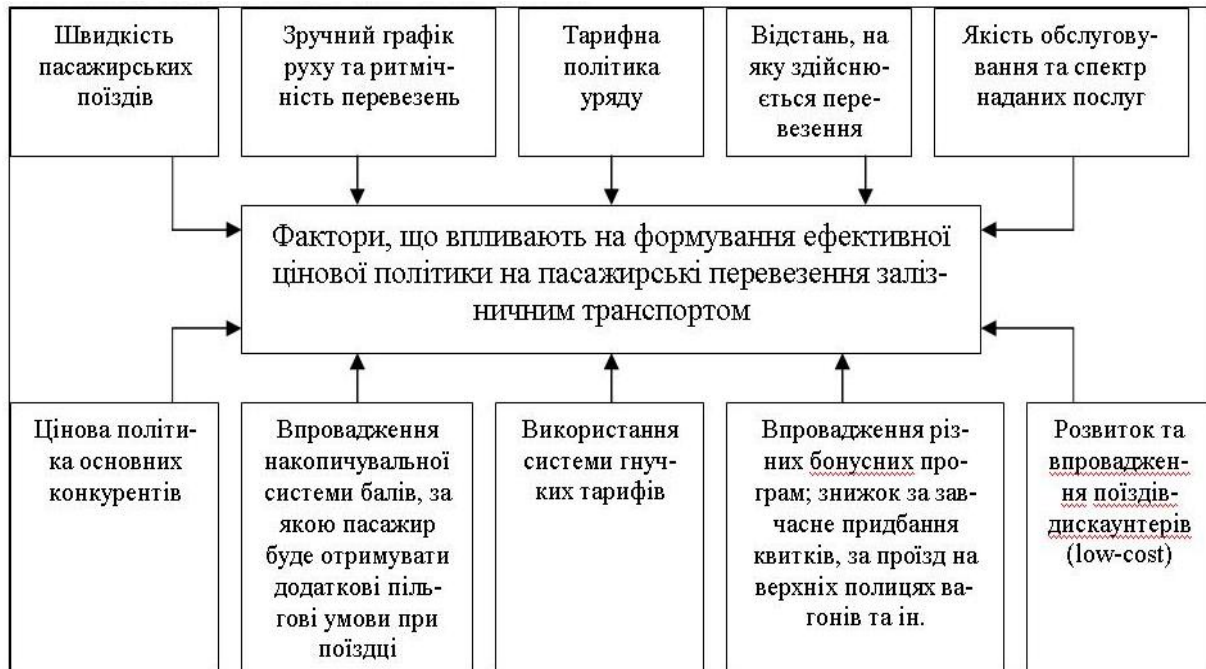 Швидкість
пасажирських
поїздів
Зручний графік
руху та ритміч-
ність перевезень
Тарифна
політика
уряду
Відстань, на
яку здійсню-
ється пере-
везення
Якість обслугову-
вання та спектр
наданих послуг
Фактори, що впливають на формування ефективної
цінової політики на пасажирські перевезення заліз-
ничним транспортом
Цінова політи-
ка основних
конкурентів
Впровадження
накопичувальної
системи балів, за
якою пасажир
буде отримувати
додаткові піль-
гові умови при
поїздці
Використання
системи гнуч-
ких тарифів
Впровадження різ-
них бонусних про-
грам; знижок за зав-
часне придбання
квитків, за проїзд на
верхніх полицях ва-
гонів та ін.
Розвиток та
впроваджен-
ня поїздів-
дискаунтерів
(low-cost)